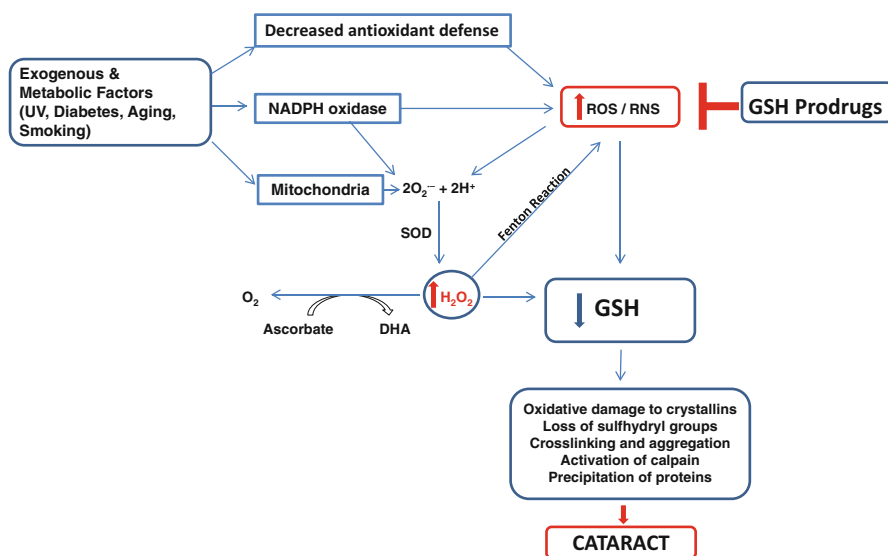 Decreased antioxidant defense
Exogenous &
Metabolic Factors
(UV, Diabetes, Aging,
Smoking)
NADPH oxidase
ROS / RNS
GSH Prodrugs
Mitochondria
2O₂·− + 2H⁺
SOD
Fenton Reaction
O₂
H₂O₂
Ascorbate
DHA
GSH
Oxidative damage to crystallins
Loss of sulfhydryl groups
Crosslinking and aggregation
Activation of calpain
Precipitation of proteins
CATARACT